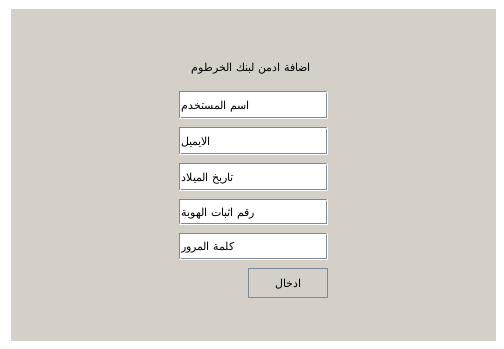 اضافة ادمن لبنك الخرطوم
اسم المستخدم
الايميل
تاريخ الميلاد
رقم اثبات الهوية
كلمة المرور
ادخال